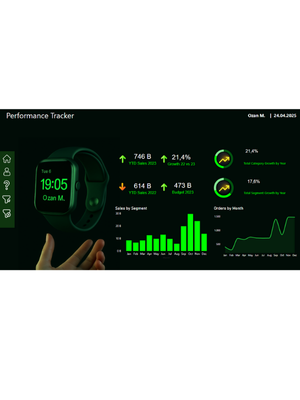 Performance Tracker
Ozan M. | 24.04.2025
Tue 6
19:05
Ozan M.
746 B
YTD Sales 2023
21,4%
Growth 22 vs 23
614 B
YTD Sales 2022
473 B
Budget 2023
21,4%
Total Category Growth by Year
17,6%
Total Segment Growth by Year
Sales by Segment
Jan Feb Mar Apr May Jun Jul Aug Sep Oct Nov Dec
Orders by Month
Jan Feb Mar Apr May Jun Jul Aug Sep Oct Nov Dec